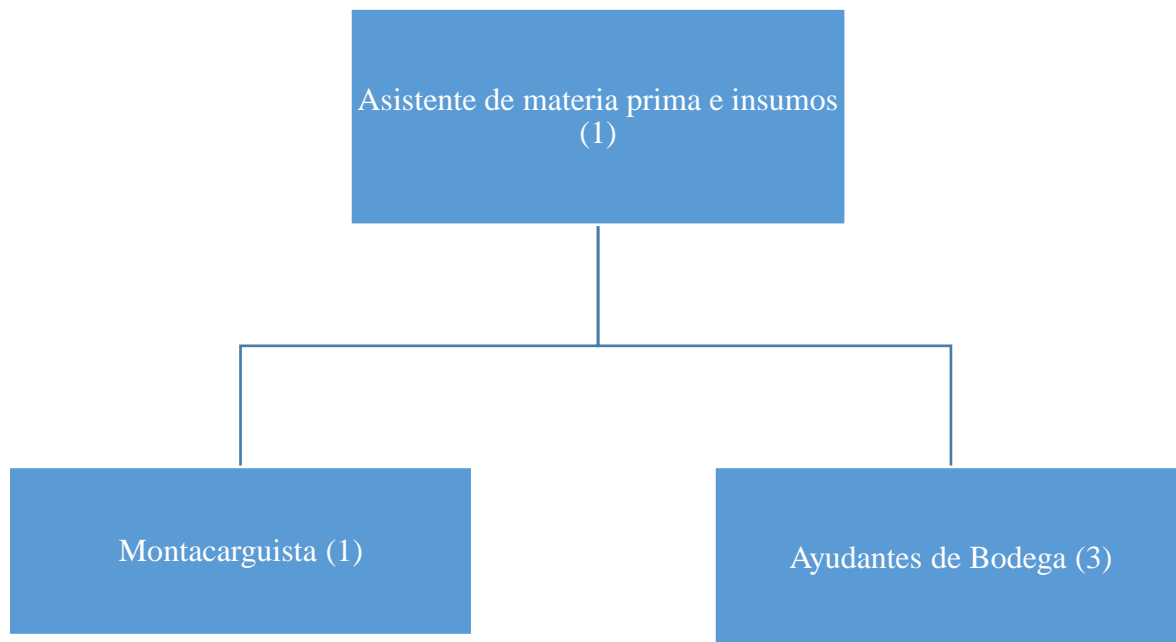 Asistente de materia prima e insumos
(1)
Montacarguista (1)
Ayudantes de Bodega (3)